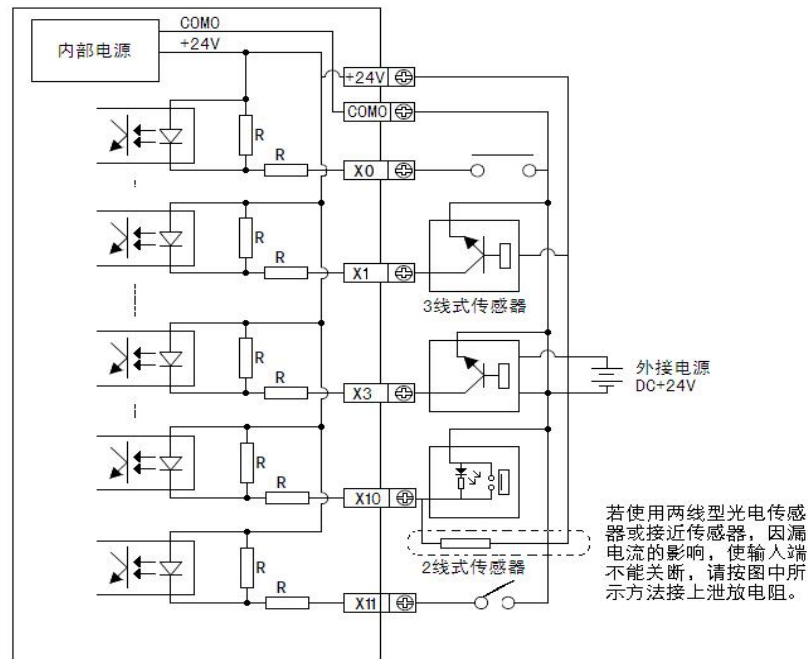 COM0
+24V
内部电源
+24V
COM0
R
R
X0
R
R
X1
3线式传感器
R
R
X3
外接电源
DC+24V
R
R
X10
若使用两线型光电传感
器或接近传感器，因漏
电流的影响，使输人端
不能关断，请按图中所
示方法接上泄放电阻。
2线式传感器
R
R
X11